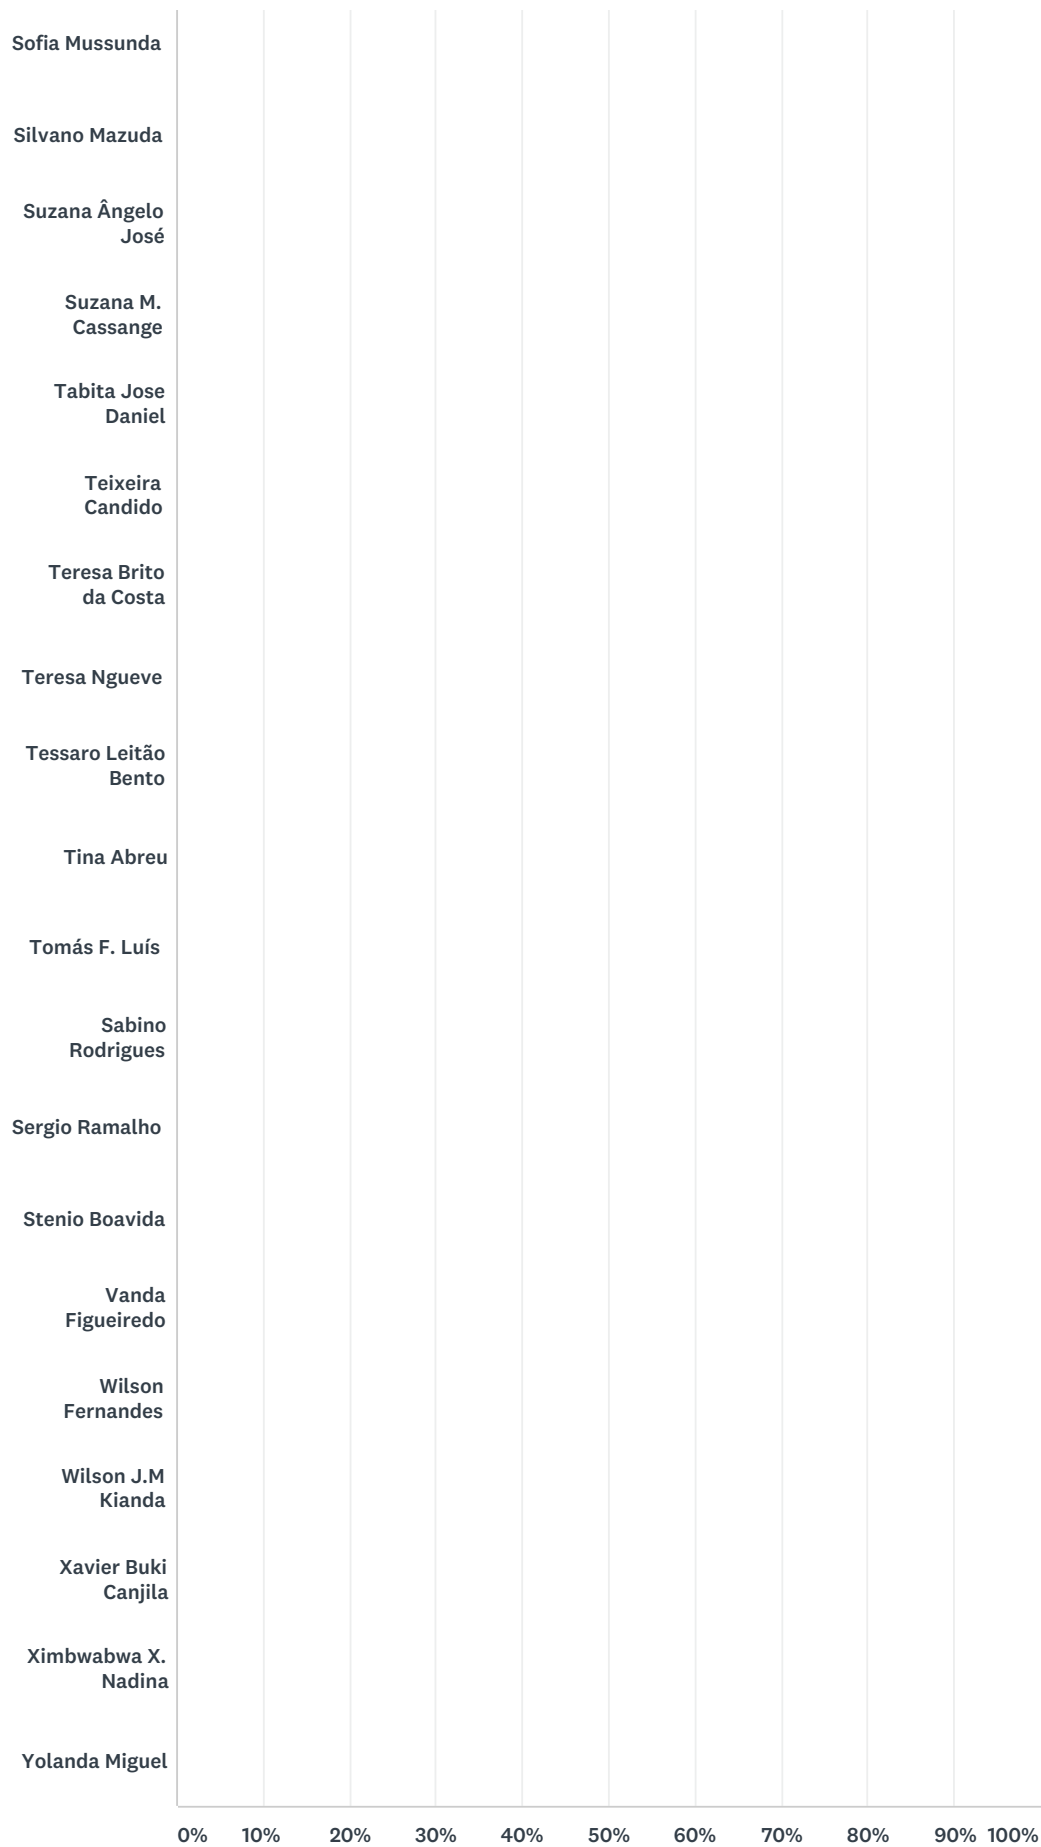 Sofia Mussunda
Silvano Mazuda
Suzana Ângelo
José
Suzana M.
Cassange
Tabita Jose
Daniel
Teixeira
Candido
Teresa Brito
da Costa
Teresa Ngueve
Tessaro Leitão
Bento
Tina Abreu
Tomás F. Luís
Sabino
Rodrigues
Sergio Ramalho
Stenio Boavida
Vanda
Figueiredo
Wilson
Fernandes
Wilson J.M
Kianda
Xavier Buki
Canjila
Ximbwabwa X.
Nadina
Yolanda Miguel
0% 10% 20% 30% 40% 50% 60% 70% 80% 90% 100%